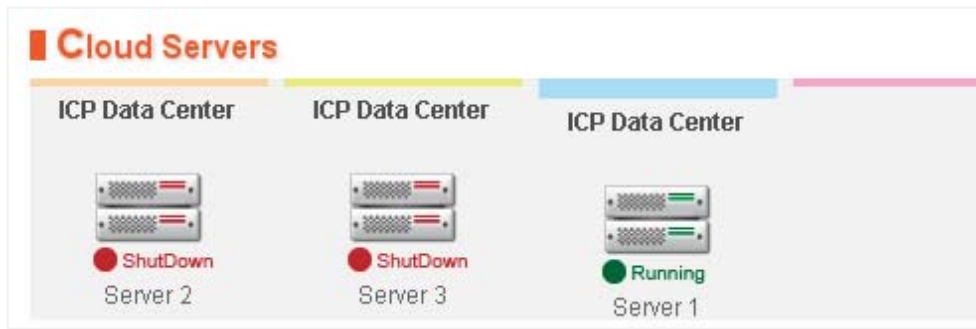 Cloud Servers
ICP Data Center
ICP Data Center
ICP Data Center
ShutDown
ShutDown
Running
Server 2
Server 3
Server 1